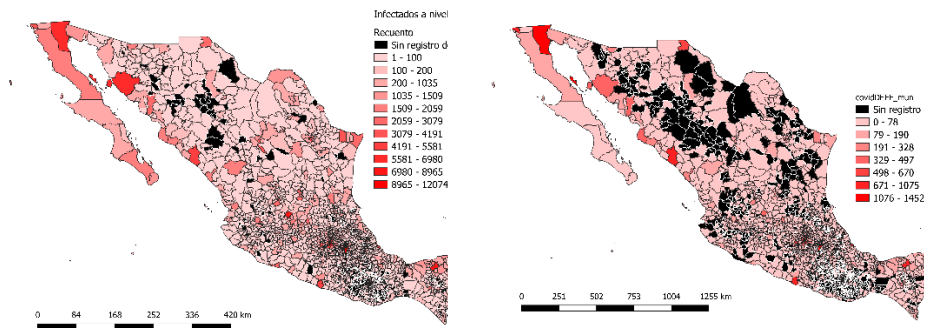 Infectados a nivel
Recuento
Sin registro de
1 - 100
100 - 200
200 - 1035
1035 - 1509
1509 - 2059
2059 - 3079
3079 - 4191
4191 - 5581
5581 - 6980
6980 - 8965
8965 - 12074
0 84 168 252 336 420 km
Sin registro
0 - 78
79 - 190
191 - 328
329 - 497
498 - 670
671 - 1075
1076 - 1452
0 251 502 753 1004 1255 km